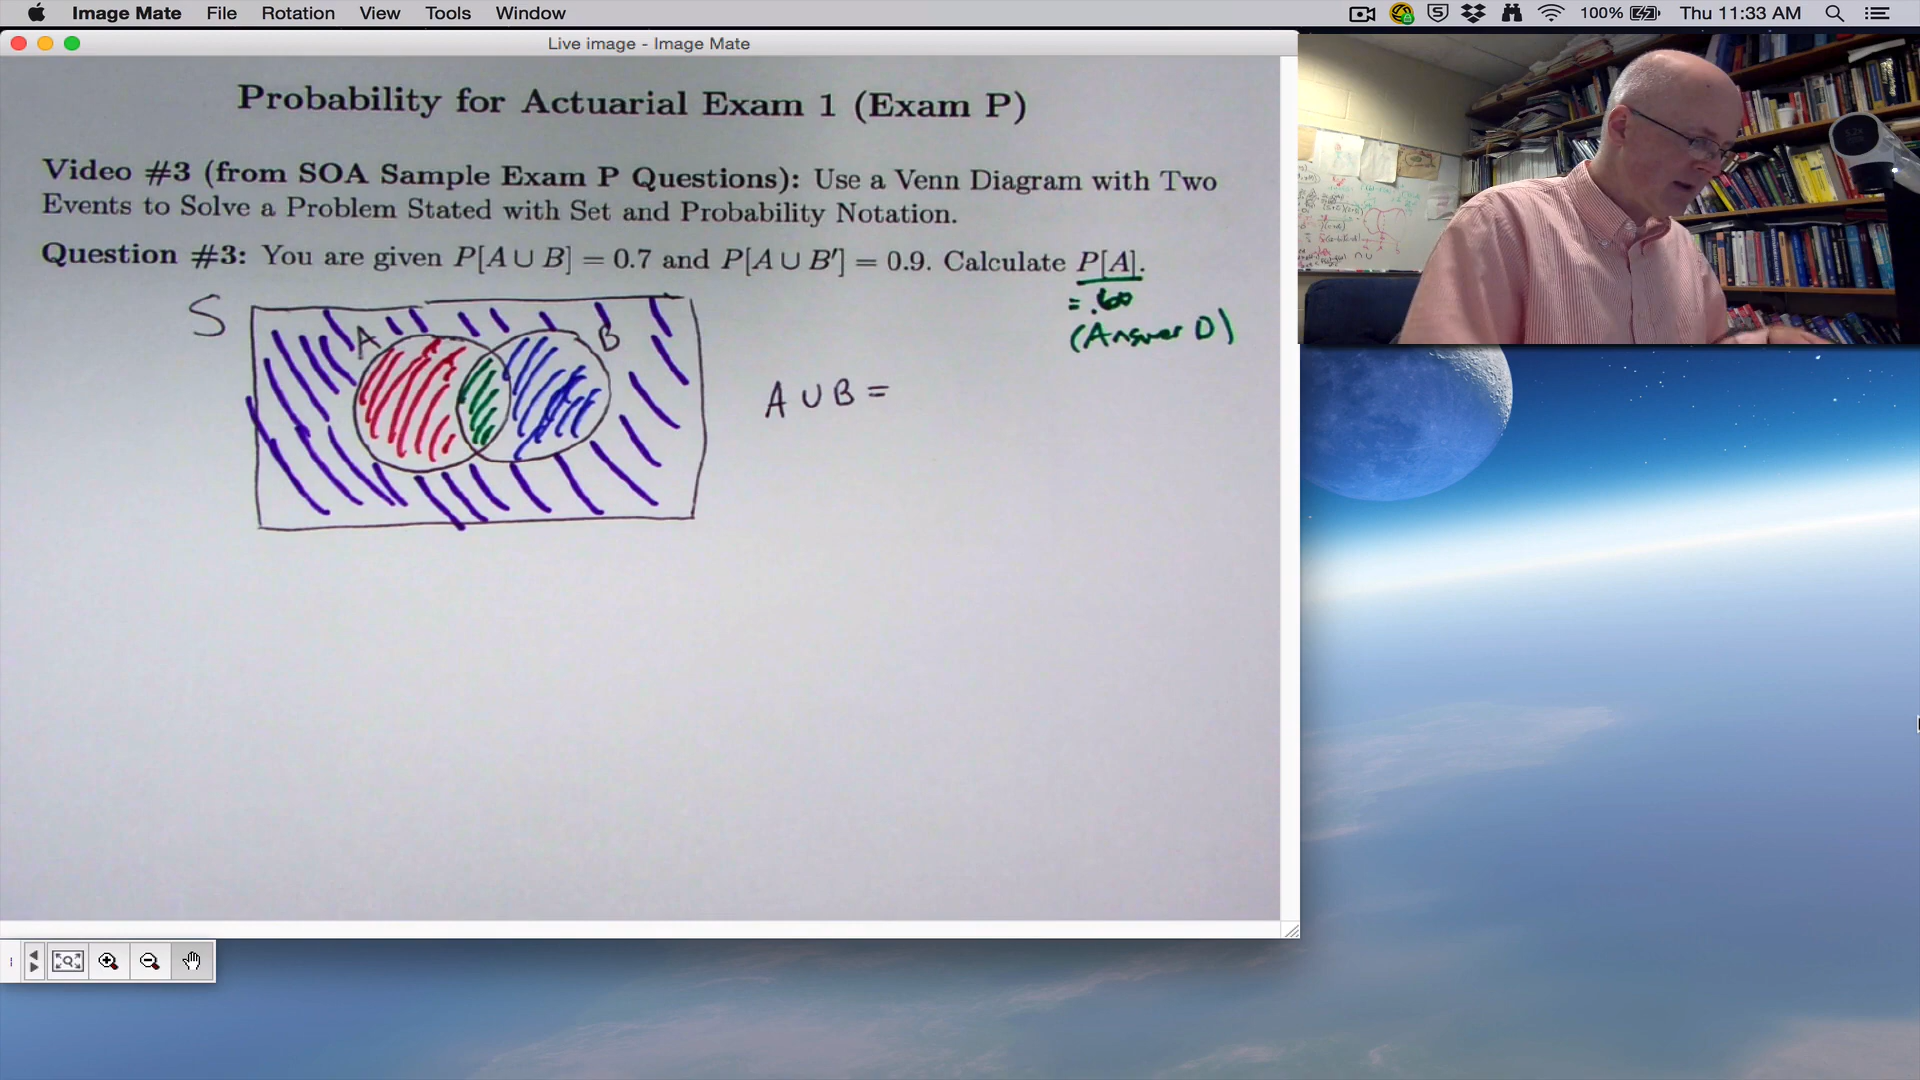 Image Mate File Rotation View Tools Window 100% Thu 11:33 AM
Live image - Image Mate
Probability for Actuarial Exam 1 (Exam P)
Video #3 (from SOA Sample Exam P Questions): Use a Venn Diagram with Two
Events to Solve a Problem Stated with Set and Probability Notation.
Question #3: You are given P[A ∪ B] = 0.7 and P[A ∪ B′] = 0.9. Calculate P[A].
= .60
(Answer D)
S
A
B
A ∪ B =